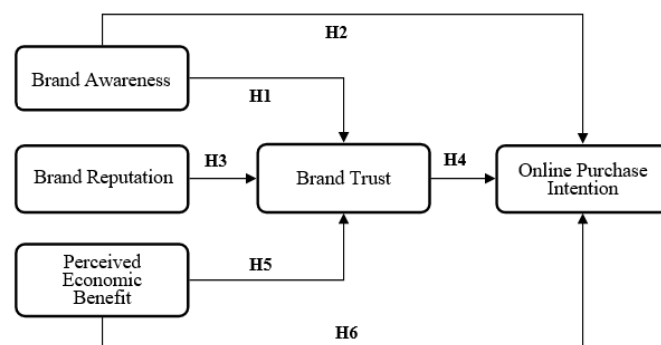 H2
Brand Awareness
H1
Brand Reputation
H3
Brand Trust
H4
Online Purchase
Intention
Perceived
Economic
Benefit
H5
H6